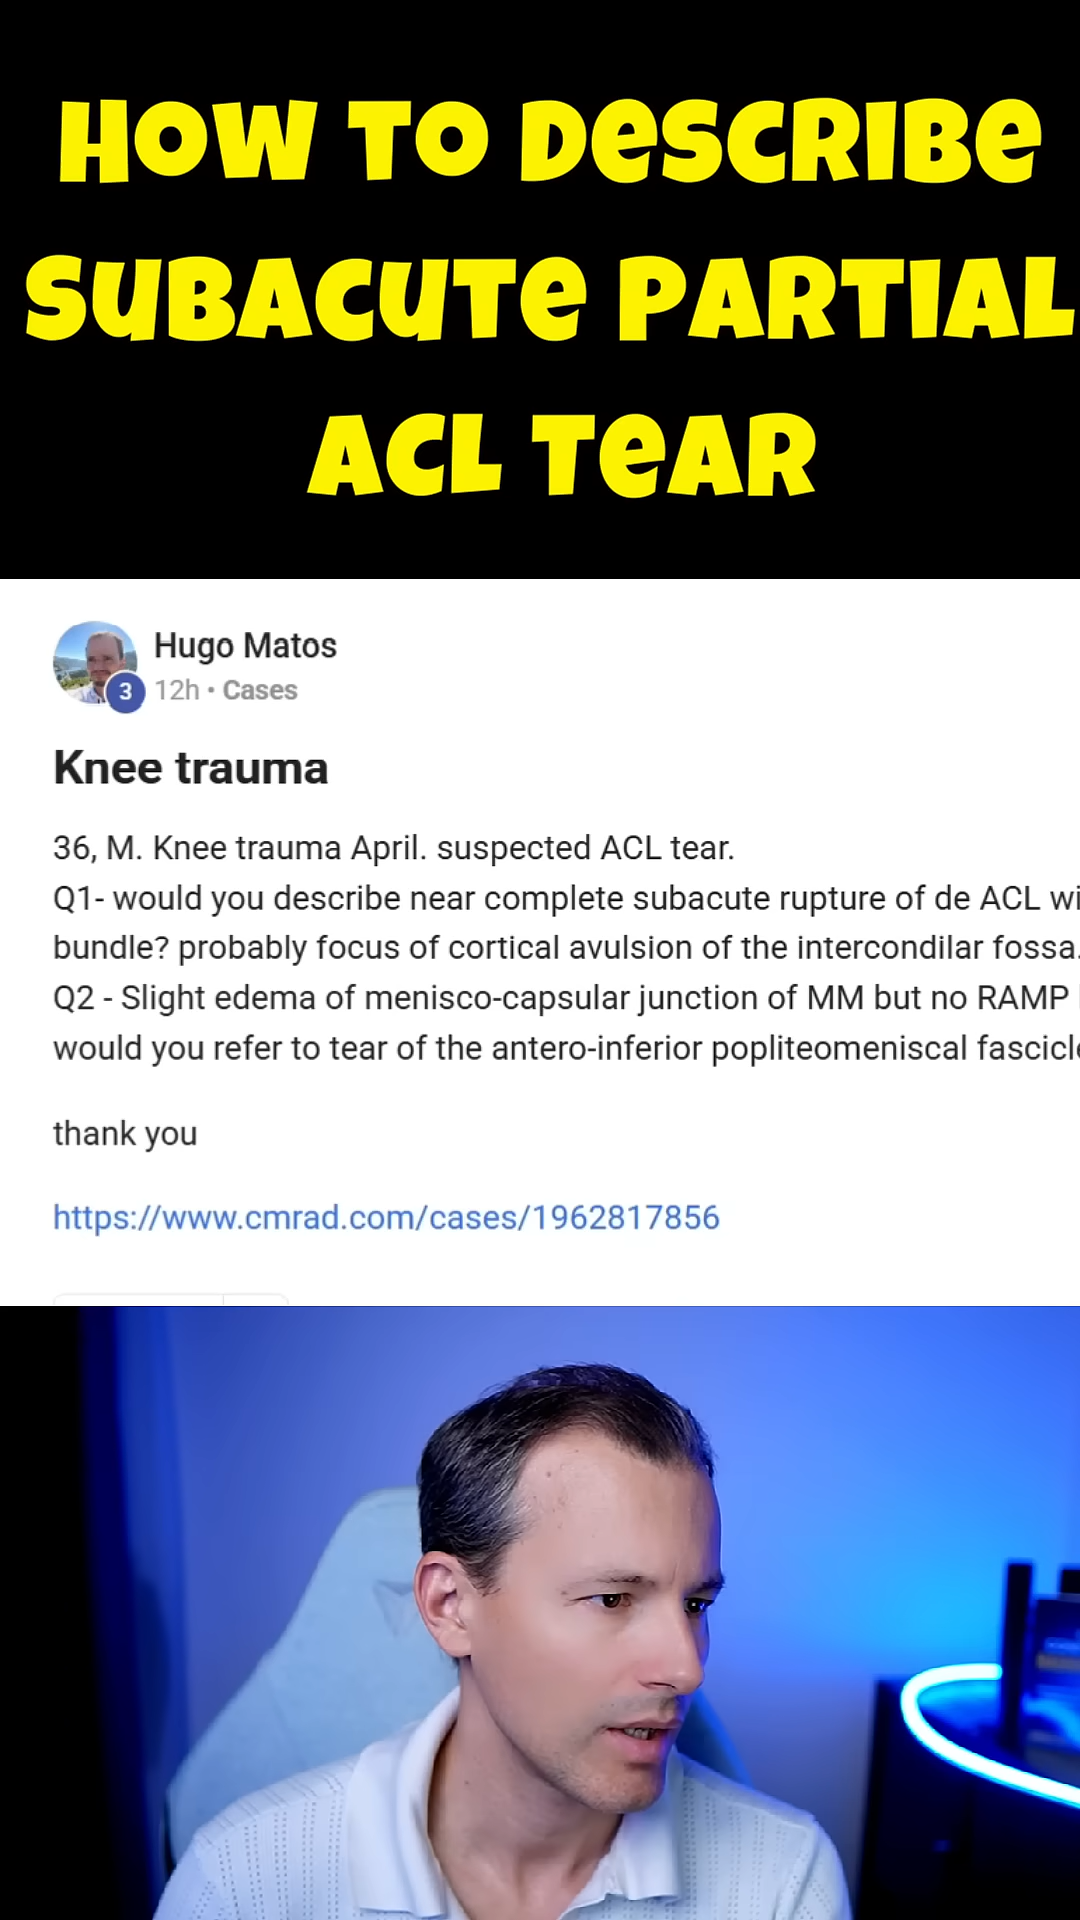 HOW TO DeSCRIBe
SuBACuTe PARTIAL
ACL TeAR
Hugo Matos
3
12h • Cases
Knee trauma
36, M. Knee trauma April. suspected ACL tear.
Q1- would you describe near complete subacute rupture of de ACL
bundle? probably focus of cortical avulsion of the intercondilar fossa.
Q2 - Slight edema of menisco-capsular junction of MM but no RAMP
would you refer to tear of the antero-inferior popliteomeniscal
thank you
https://www.cmrad.com/cases/1962817856